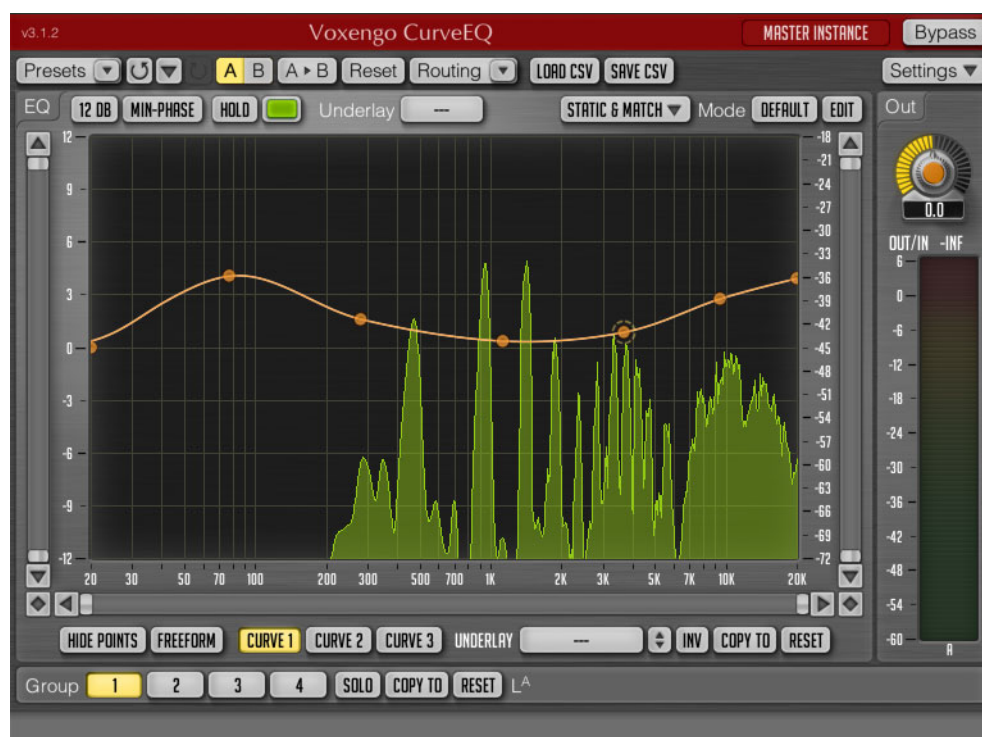 v3.1.2 Voxengo CurveEQ MASTER INSTANCE Bypass
Presets A B A ▸ B Reset Routing LOAD CSV SAVE CSV Settings
EQ 12 DB MIN-PHASE HOLD Underlay --- STATIC & MATCH Mode DEFAULT EDIT Out
12 -18
-21
9 -24
-27 0.0
6 -30
-33 OUT/IN -INF
-36 6
3 -39 0
-42
0 -45 -6
-48 -12
-3 -51
-54 -18
-57 -24
-6 -60
-63 -30
-9 -66 -36
-69 -42
-12 -72
20 30 50 70 100 200 300 500 700 1K 2K 3K 5K 7K 10K 20K -48
-54
HIDE POINTS FREEFORM CURVE 1 CURVE 2 CURVE 3 UNDERLAY --- INV COPY TO RESET -60
A
Group 1 2 3 4 SOLO COPY TO RESET LA